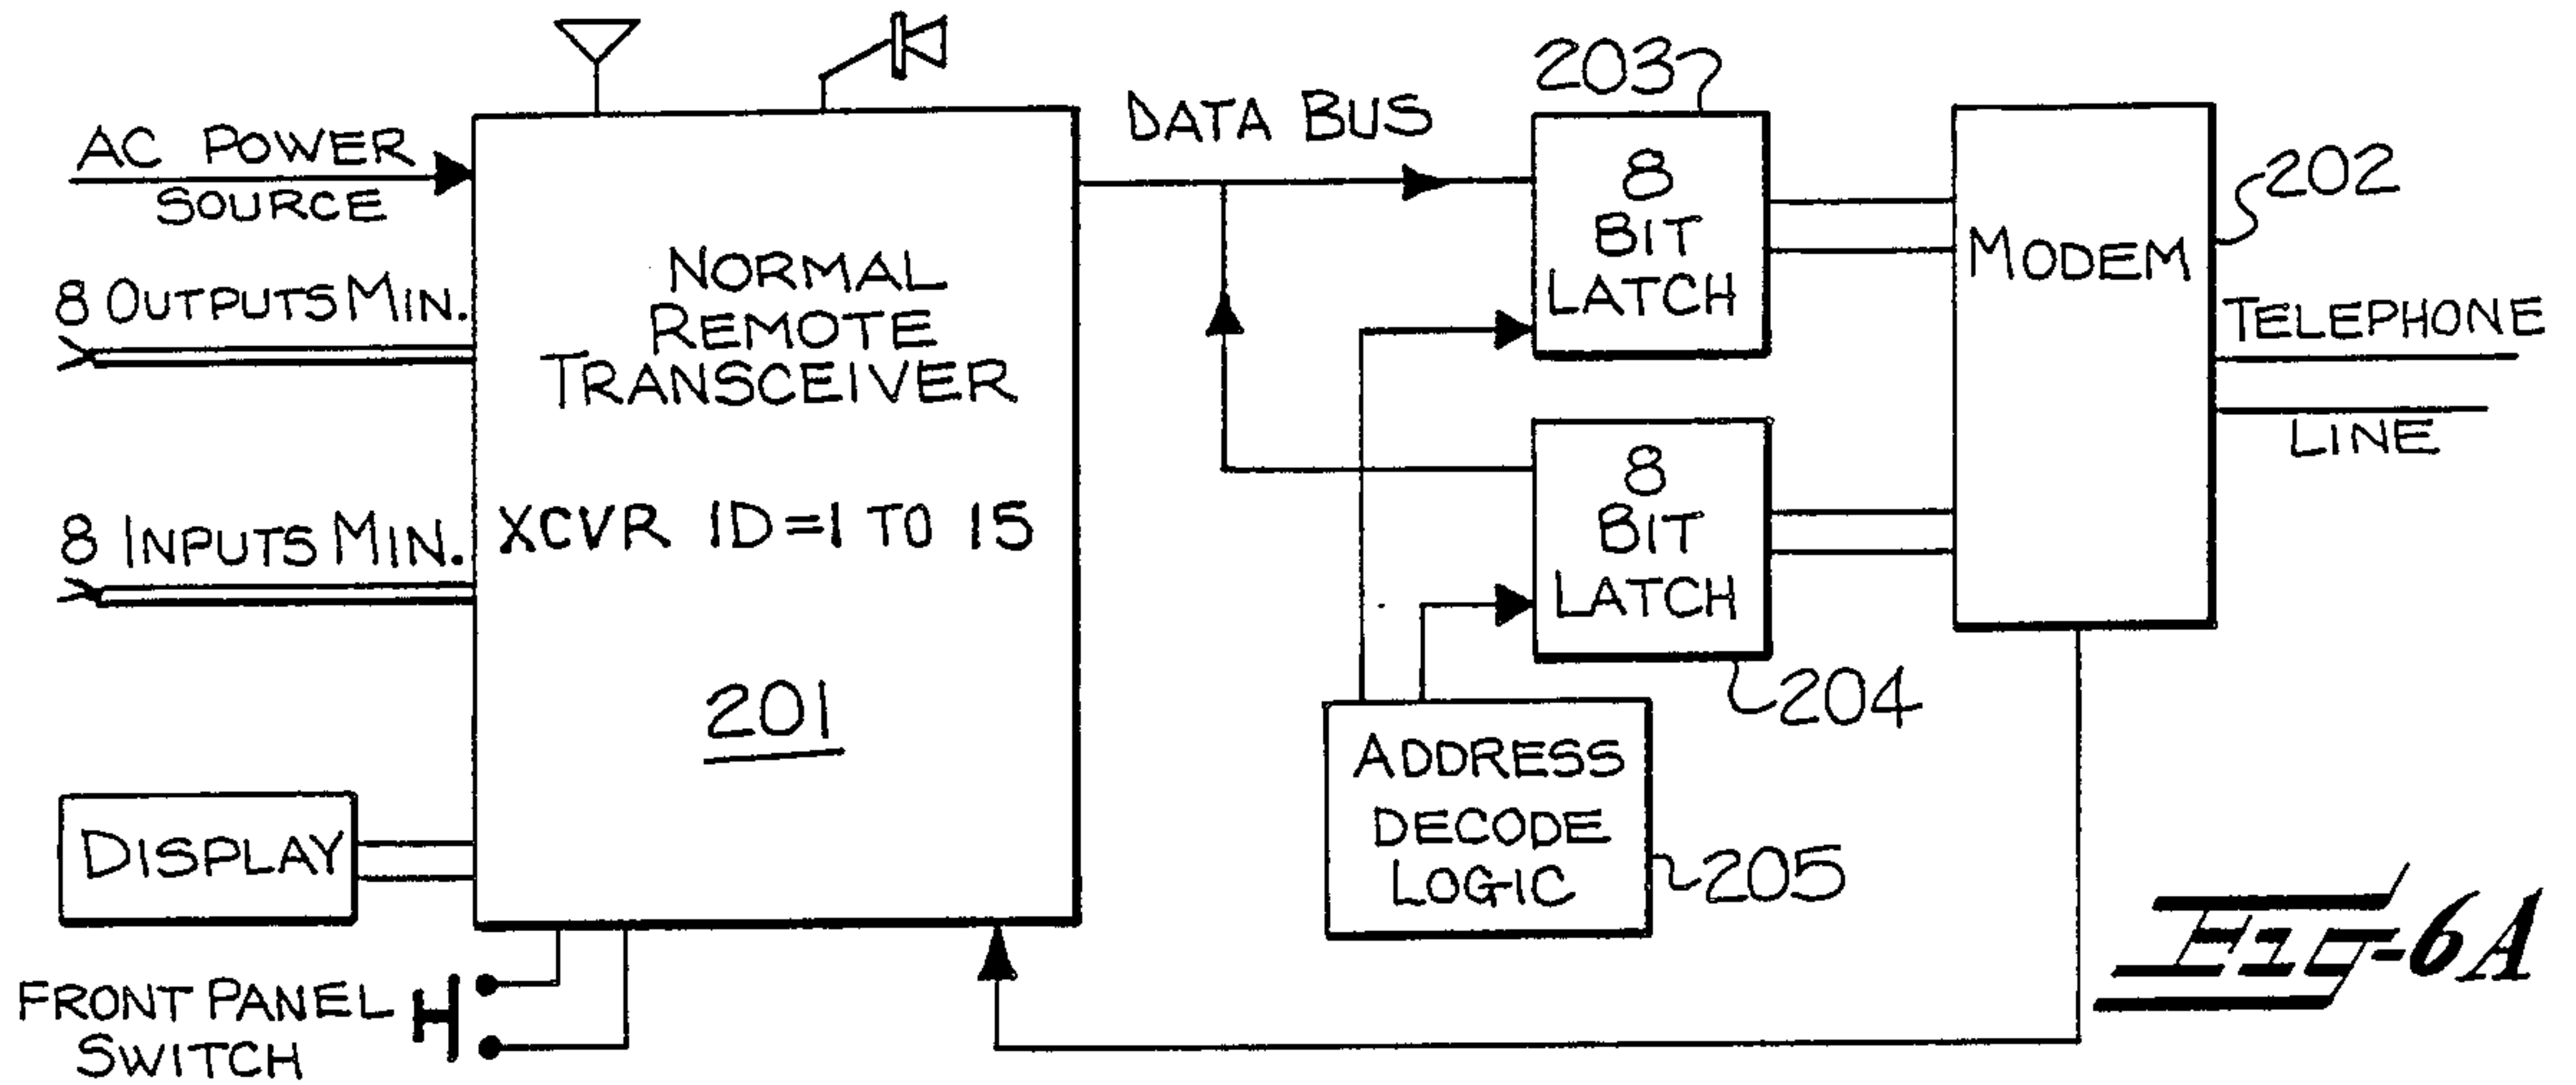 AC POWER
SOURCE
8 OUTPUTS MIN.
8 INPUTS MIN.
DISPLAY
FRONT PANEL
SWITCH
NORMAL
REMOTE
TRANSCEIVER
XCVR ID=1 TO 15
201
DATA BUS
203
8
BIT
LATCH
8
BIT
LATCH
204
ADDRESS
DECODE
LOGIC
205
MODEM
202
TELEPHONE
LINE
FIG-6A